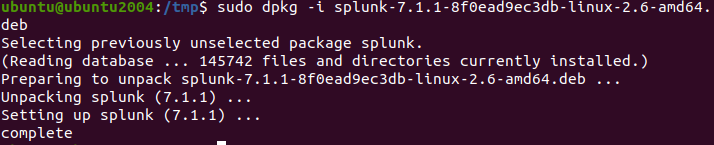 ubuntu@ubuntu2004:/tmp$ sudo dpkg -i splunk-7.1.1-8f0ead9ec3db-linux-2.6-amd64.
deb
Selecting previously unselected package splunk.
(Reading database ... 145742 files and directories currently installed.)
Preparing to unpack splunk-7.1.1-8f0ead9ec3db-linux-2.6-amd64.deb ...
Unpacking splunk (7.1.1) ...
Setting up splunk (7.1.1) ...
complete